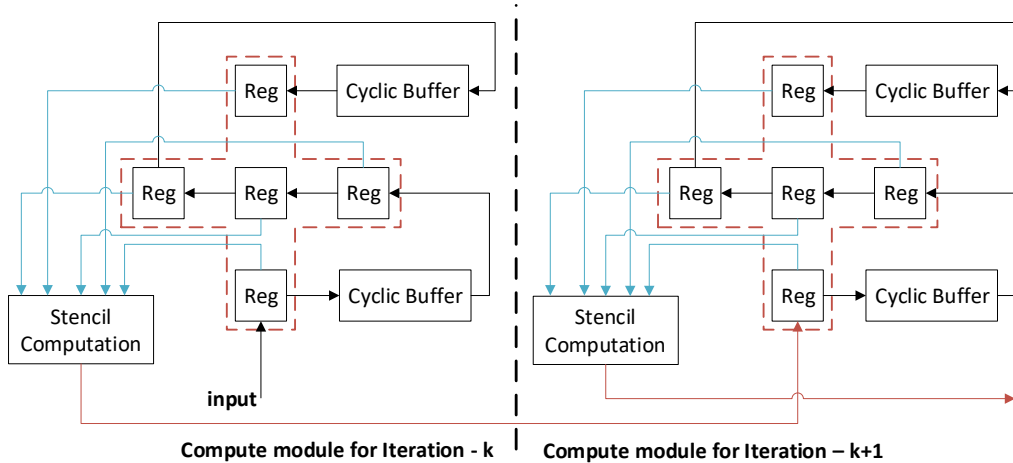 Reg
Cyclic Buffer
Reg
Reg
Reg
Reg
Cyclic Buffer
Stencil
Computation
input
Compute module for Iteration - k
Reg
Cyclic Buffer
Reg
Reg
Reg
Reg
Cyclic Buffer
Stencil
Computation
Compute module for Iteration – k+1